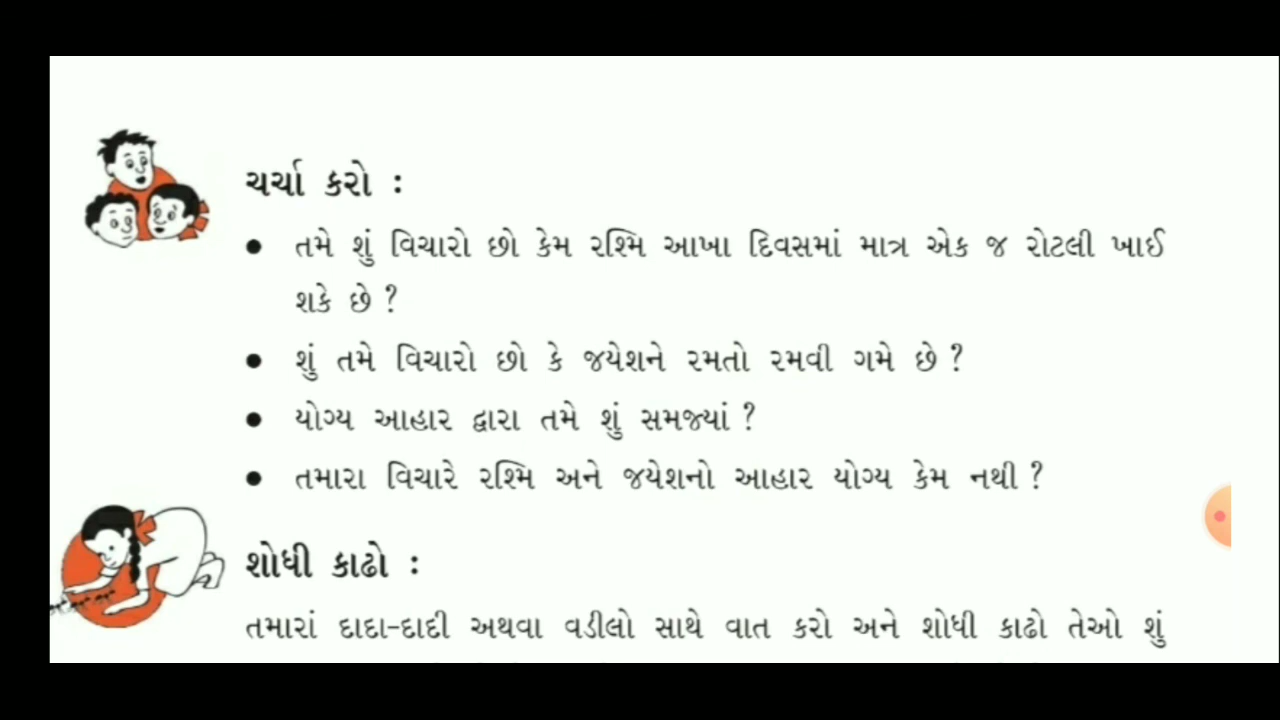 ચર્ચા કરો :
● તમે શું વિચારો છો કેમ રશ્મિ આખા દિવસમાં માત્ર એક જ રોટલી ખાઈ
શકે છે ?
● શું તમે વિચારો છો કે જયેશને રમતો રમવી ગમે છે ?
● યોગ્ય આહાર દ્વારા તમે શું સમજ્યાં ?
● તમારા વિચારે રશ્મિ અને જયેશનો આહાર યોગ્ય કેમ નથી ?
શોધી કાઢો :
તમારાં દાદા-દાદી અથવા વડીલો સાથે વાત કરો અને શોધી કાઢો તેઓ શું